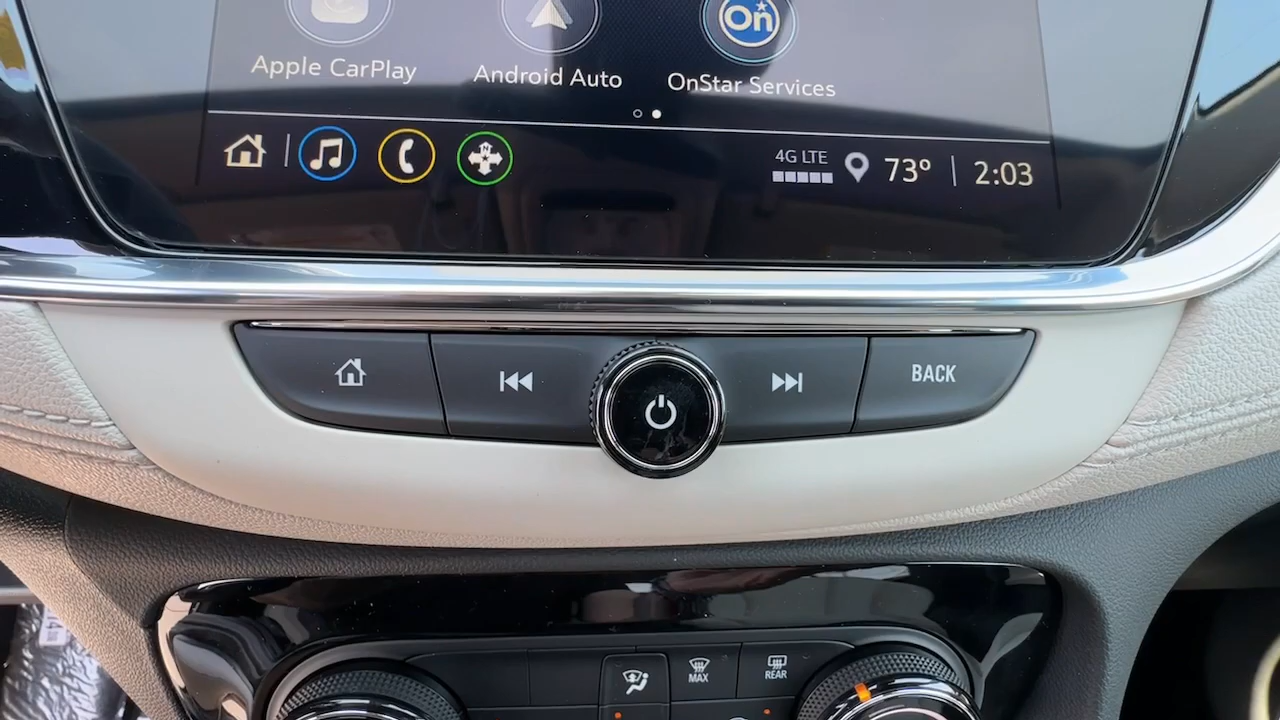 On
Apple CarPlay
Android Auto
OnStar Services
N
4G LTE
73° 2:03
BACK
MAX
REAR